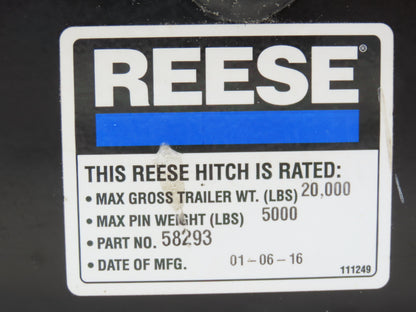 REESE®
THIS REESE HITCH IS RATED:
• MAX GROSS TRAILER WT. (LBS) 20,000
• MAX PIN WEIGHT (LBS) 5000
• PART NO. 58293
• DATE OF MFG. 01-06-16
111249